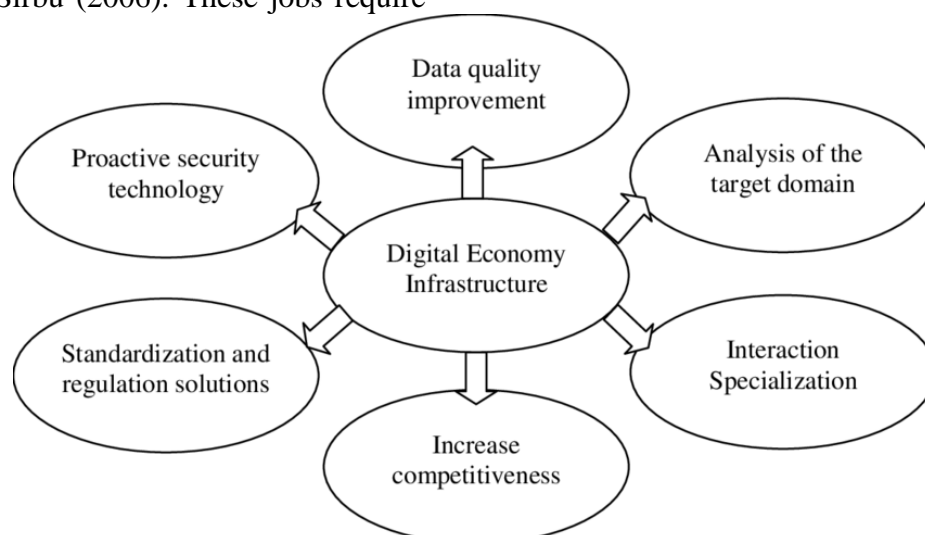 (2006). These jobs require
Data quality
improvement
Proactive security
technology
Analysis of the
target domain
Digital Economy
Infrastructure
Standardization and
regulation solutions
Interaction
Specialization
Increase
competitiveness